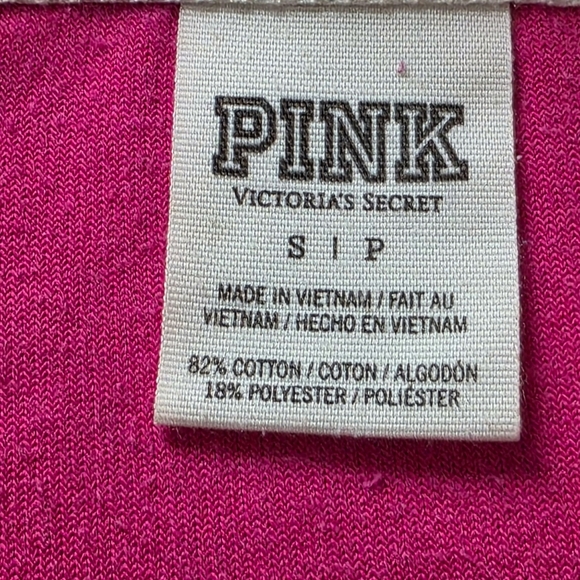 PINK
VICTORIA'S SECRET
S | P
MADE IN VIETNAM / FAIT AU
VIETNAM / HECHO EN VIETNAM
82% COTTON / COTON / ALGODÓN
18% POLYESTER / POLIÉSTER